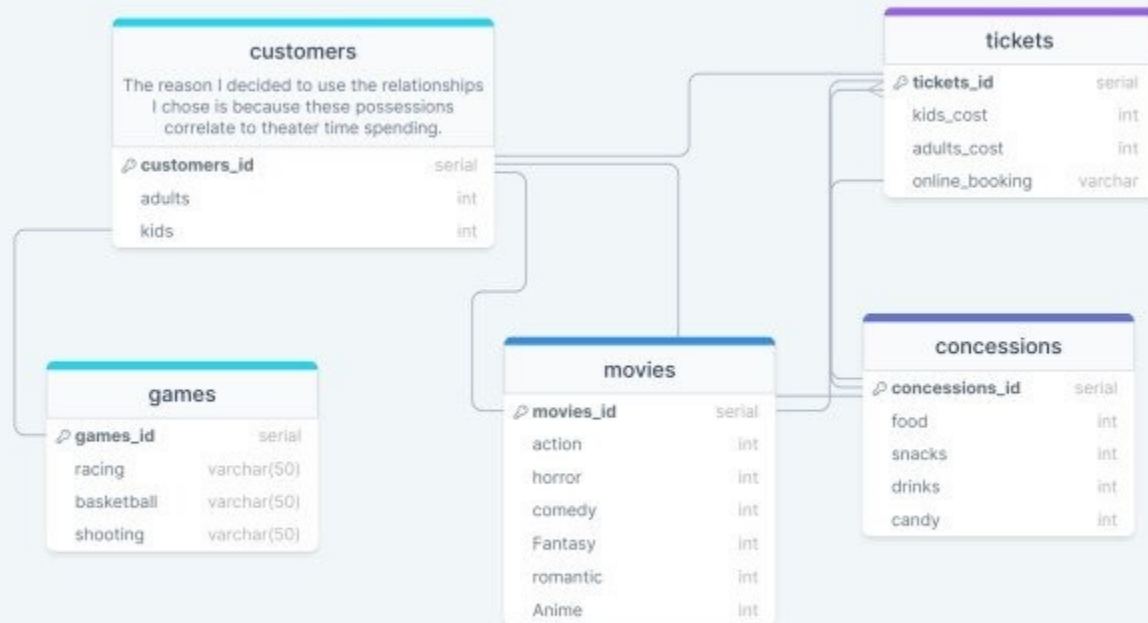 customers
The reason I decided to use the relationships
I chose is because these possessions
correlate to theater time spending.
customers_id serial
adults int
kids int
tickets
tickets_id serial
kids_cost int
adults_cost int
online_booking varchar
games
games_id serial
racing varchar(50)
basketball varchar(50)
shooting varchar(50)
movies
movies_id serial
action int
horror int
comedy int
Fantasy int
romantic int
Anime int
concessions
concessions_id serial
food int
snacks int
drinks int
candy int